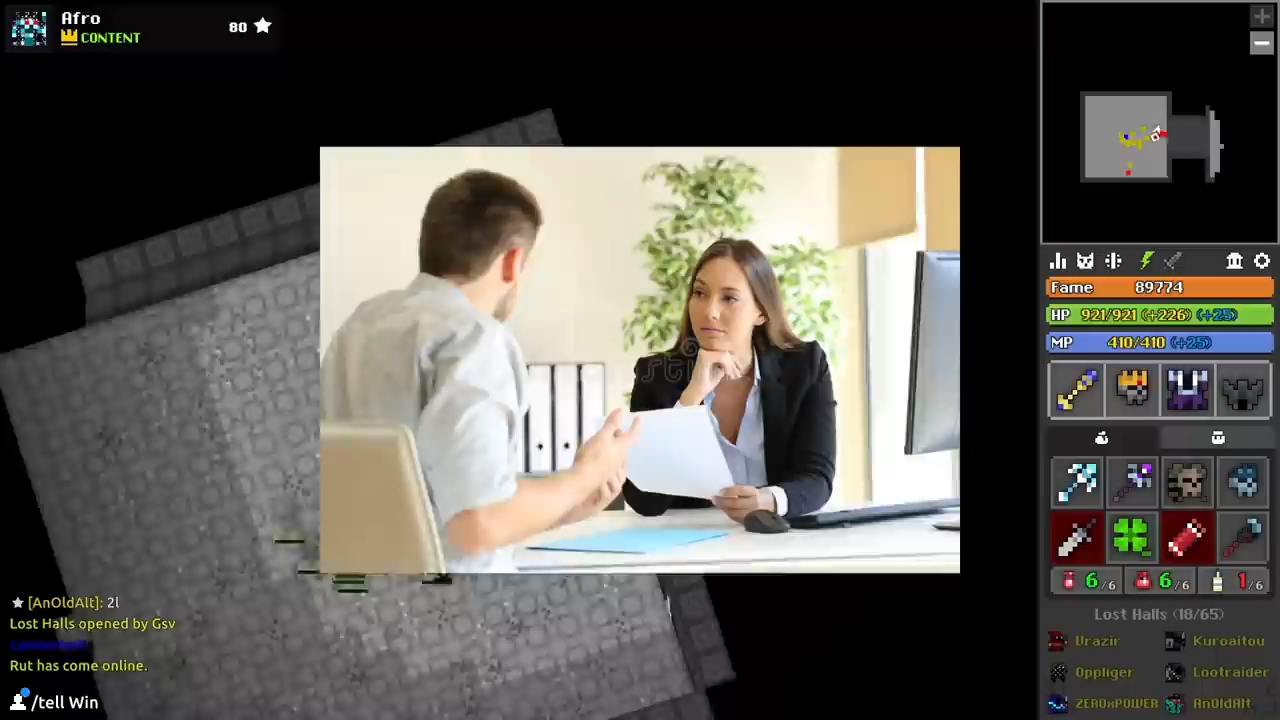 Afro
CONTENT
80
Fame 89774
HP 921/921 (+226) (+25)
MP 410/410 (+25)
6/6
6/6
1/6
Lost Halls (18/65)
Urazir
Kuroaitou
Oppliger
Lootraider
ZEROxPOWER
AnOldAlt
[AnOldAlt]: 2l
Lost Halls opened by Gsv
Connected!
Rut has come online.
/tell Win